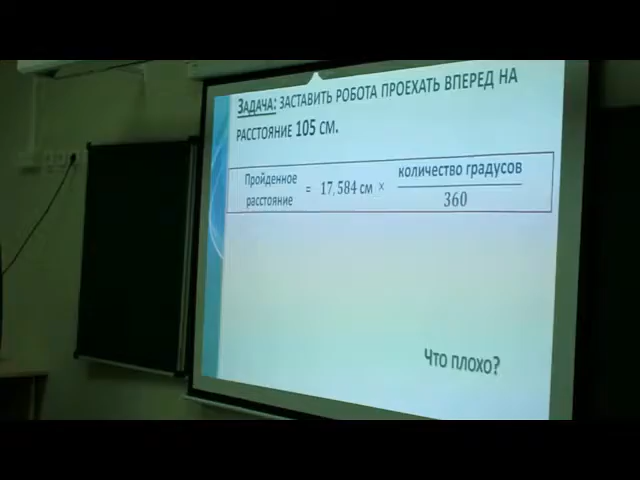 ЗАДАЧА: ЗАСТАВИТЬ РОБОТА ПРОЕХАТЬ ВПЕРЕД НА
РАССТОЯНИЕ 105 СМ.
Пройденное расстояние = 17,584 см × количество градусов / 360
Что плохо?